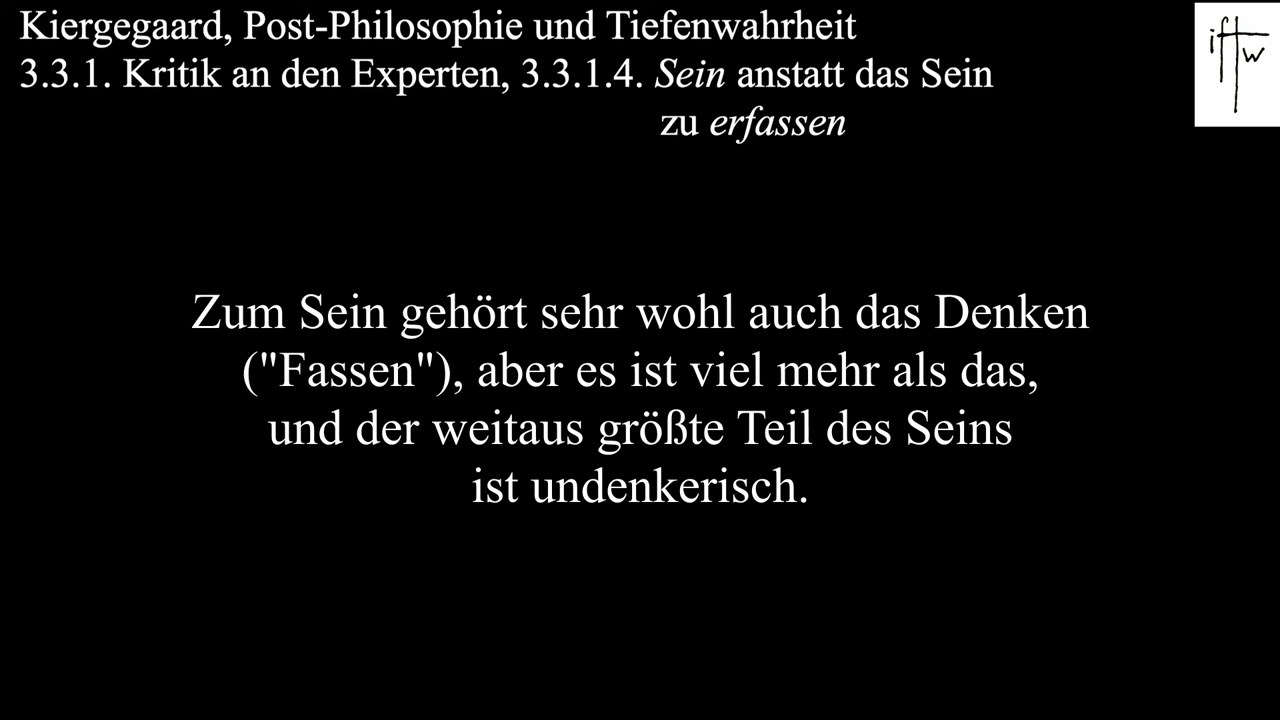 Kiergegaard, Post-Philosophie und Tiefenwahrheit
3.3.1. Kritik an den Experten, 3.3.1.4. Sein anstatt das Sein
zu erfassen
iftw
Zum Sein gehört sehr wohl auch das Denken
("Fassen"), aber es ist viel mehr als das,
und der weitaus größte Teil des Seins
ist undenkerisch.